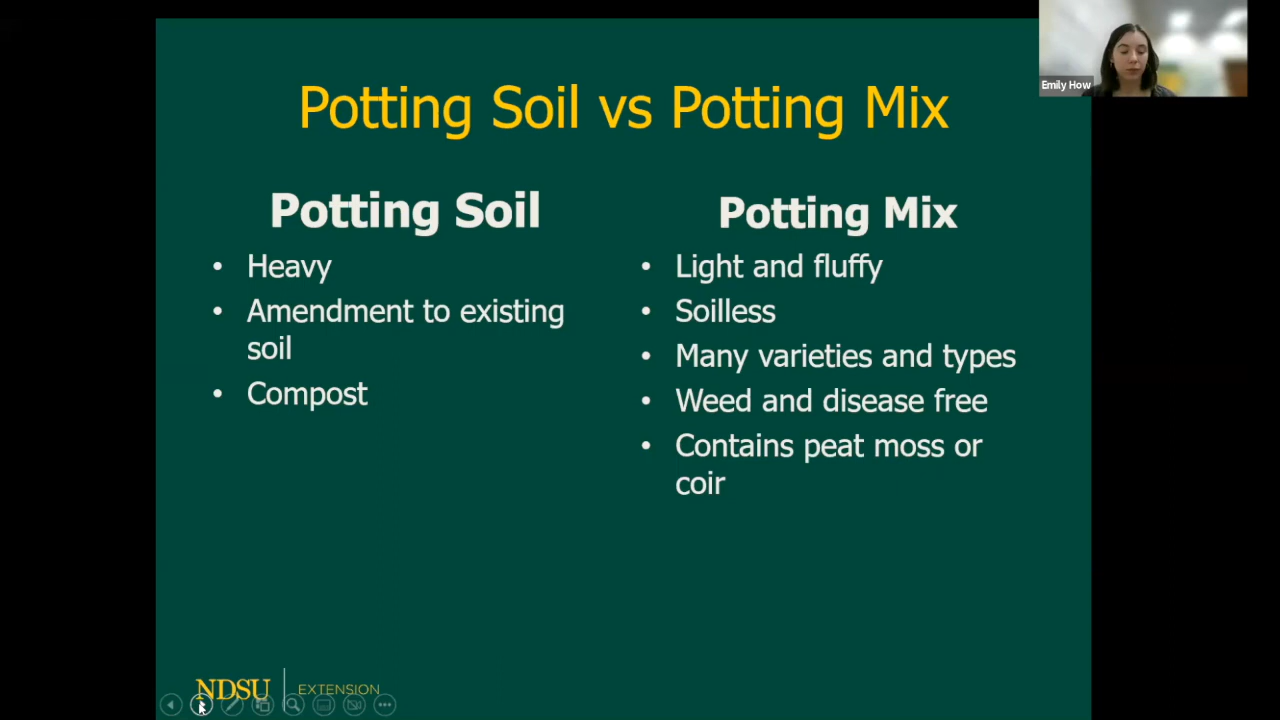 Emily How
Potting Soil vs Potting Mix
Potting Soil
• Heavy
• Amendment to existing
soil
• Compost
Potting Mix
• Light and fluffy
• Soilless
• Many varieties and types
• Weed and disease free
• Contains peat moss or
coir
NDSU | EXTENSION